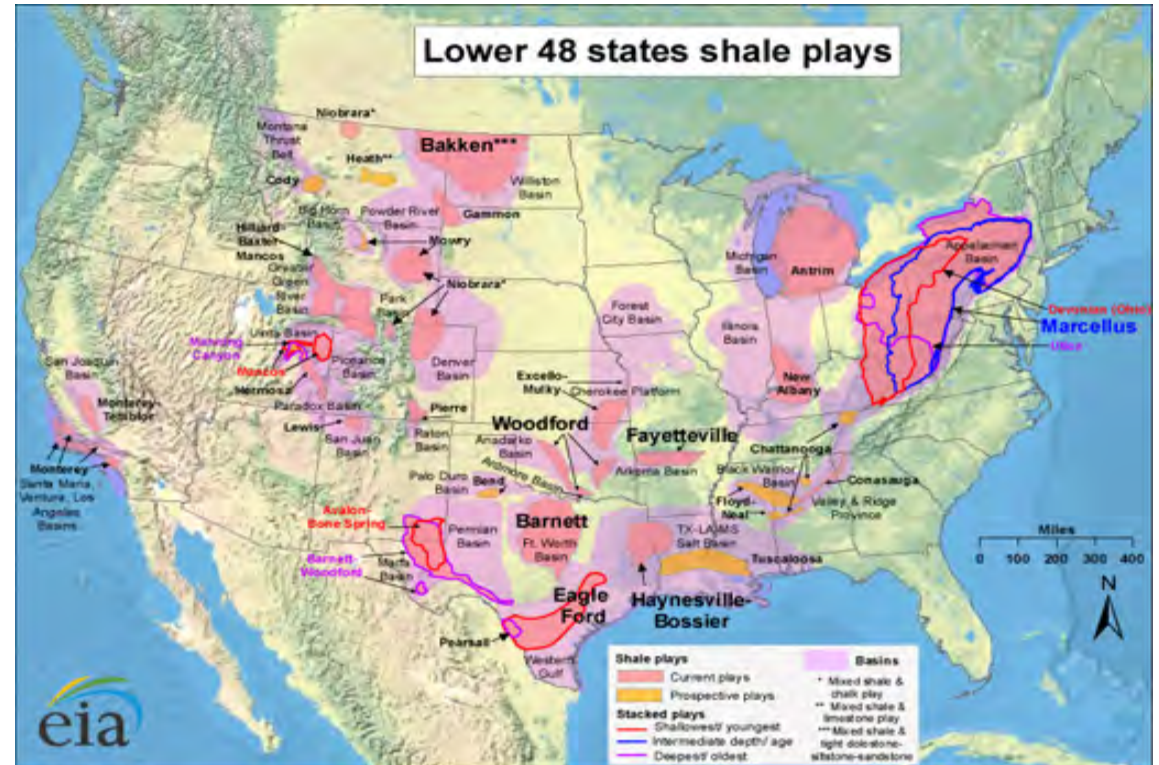 Lower 48 states shale plays
Niobrara*
Montana
Thrust
Belt
Bakken***
Heath**
Cody
Williston
Basin
Big Horn
Basin
Powder River
Basin
Gammon
Hilliard-
Baxter-
Mancos
Mowry
Greater
Green
River
Basin
Niobrara*
Park
Basin
Michigan
Basin
Antrim
Appalachian
Basin
Devonian (Ohio)
Marcellus
Utica
Forest
City Basin
Illinois
Basin
Uinta Basin
Manning
Canyon
Mancos
Piceance
Basin
Denver
Basin
San Joaquin
Basin
Hermosa
Excello-
Mulky
Cherokee Platform
New
Albany
Monterey-
Temblor
Paradox Basin
Pierre
Lewis
San Juan
Basin
Raton
Basin
Woodford
Anadarko
Basin
Fayetteville
Chattanooga
Monterey
Santa Maria,
Ventura, Los
Angeles
Basins
Palo Duro
Basin
Bend
Ardmore Basin
Arkoma Basin
Black Warrior
Basin
Conasauga
Floyd-
Neal
Valley & Ridge
Province
Avalon-
Bone Spring
Permian
Basin
Barnett
Ft. Worth
Basin
TX-LA-MS
Salt Basin
Tuscaloosa
Barnett-
Woodford
Marfa
Basin
Eagle
Ford
Haynesville-
Bossier
Pearsall
Western
Gulf
Miles
0 100 200 300 400
N
Shale plays
Current plays
Prospective plays
Stacked plays
Shallowest/ youngest
Intermediate depth/ age
Deepest/ oldest
Basins
* Mixed shale &
chalk play
** Mixed shale &
limestone play
***Mixed shale &
tight dolostone-
siltstone-sandstone
eia